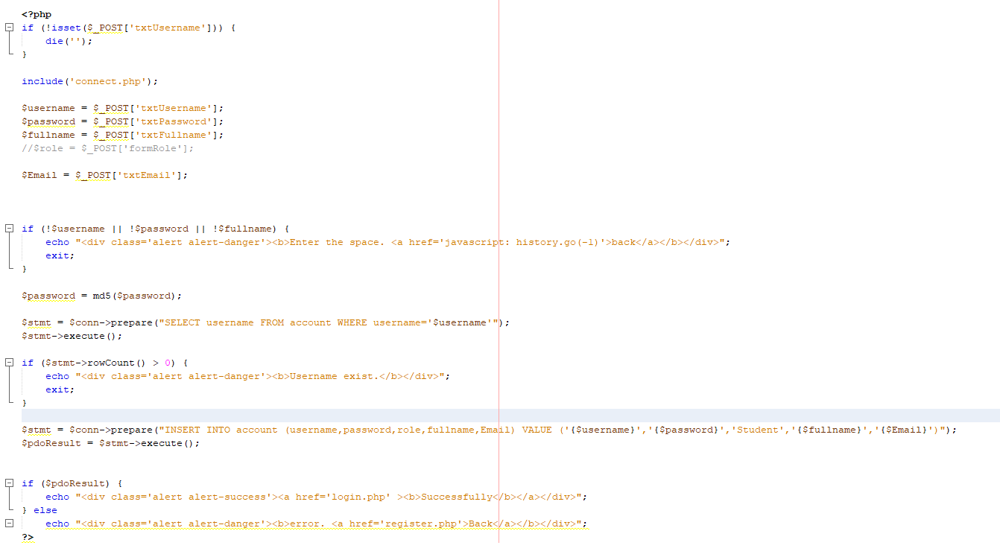 <?php
if (!isset($_POST['txtUsername'])) {
    die('');
}
include('connect.php');
$username = $_POST['txtUsername'];
$password = $_POST['txtPassword'];
$fullname = $_POST['txtFullname'];
//$role = $_POST['formRole'];
$Email = $_POST['txtEmail'];
if (!$username || !$password || !$fullname) {
    echo "<div class='alert alert-danger'><b>Enter the space. <a href='javascript: history.go(-1)'>back</a></b></div>";
    exit;
}
$password = md5($password);
$stmt = $conn->prepare("SELECT username FROM account WHERE username='$username'");
$stmt->execute();
if ($stmt->rowCount() > 0) {
    echo "<div class='alert alert-danger'><b>Username exist.</b></div>";
    exit;
}
$stmt = $conn->prepare("INSERT INTO account (username,password,role,fullname,Email) VALUE ('{$username}','{$password}','Student','{$fullname}','{$Email}')");
$pdoResult = $stmt->execute();
if ($pdoResult) {
    echo "<div class='alert alert-success'><a href='login.php' ><b>Successfully</b></a></div>";
} else
    echo "<div class='alert alert-danger'><b>error. <a href='register.php'>Back</a></b></div>";
?>